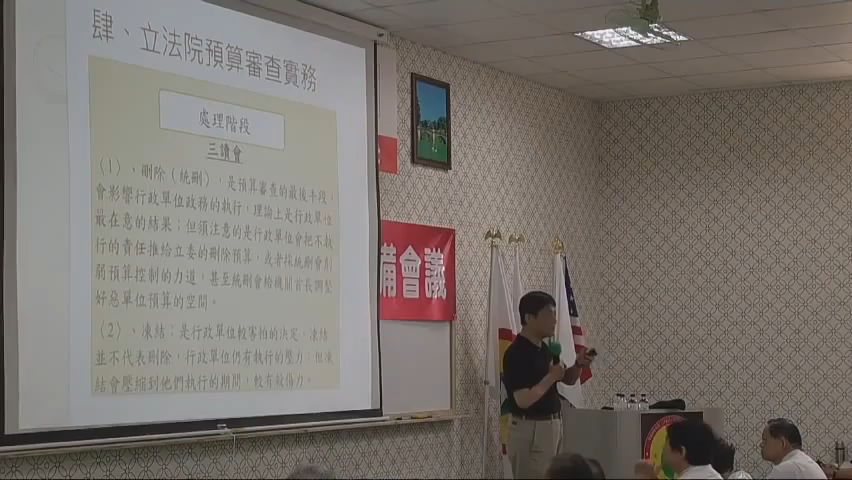 肆、立法院預算審查實務
處理階段
三讀會
（1）、刪除（統刪），是預算審查的最後手段，
會影響行政單位政務的執行，理論上是行政單位
最在意的結果；但須注意的是行政單位會把不執
行的責任推給立委的刪除預算，或者採統刪會削
弱預算控制的力道，甚至統刪會給機關首長調整
好惡單位預算的空間。
（2）、凍結：是行政單位較害怕的決定，凍結
並不代表刪除，行政單位仍有執行的壓力，但凍
結會壓縮到他們執行的期間，較有殺傷力。
備會議